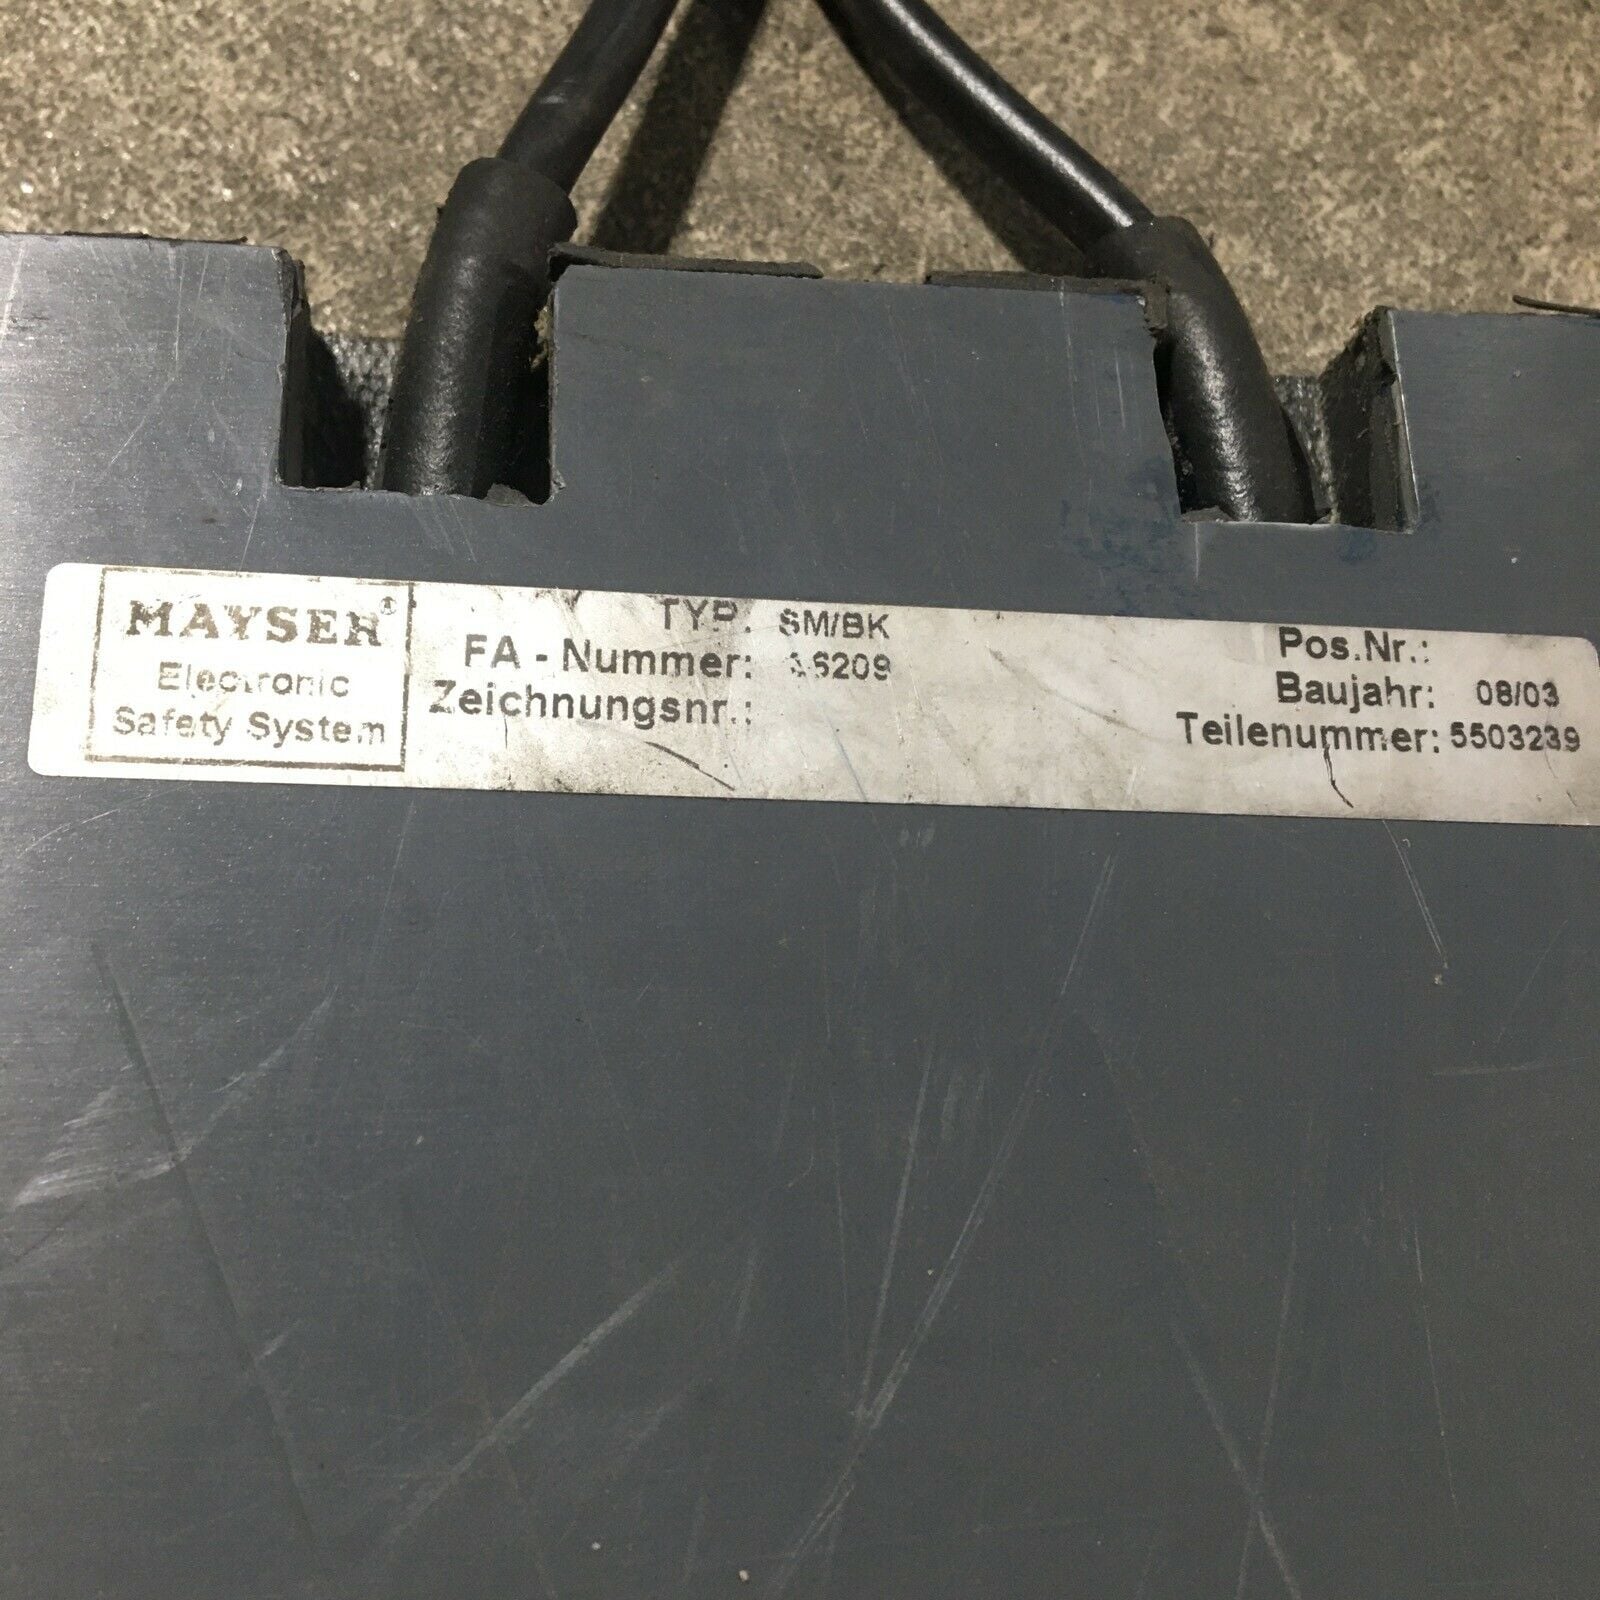 MAYSER®
Electronic
Safety System
TYP. SM/BK
FA - Nummer:
Zeichnungsnr.:
Pos.Nr.:
Baujahr: 08/03
Teilenummer: 5503239